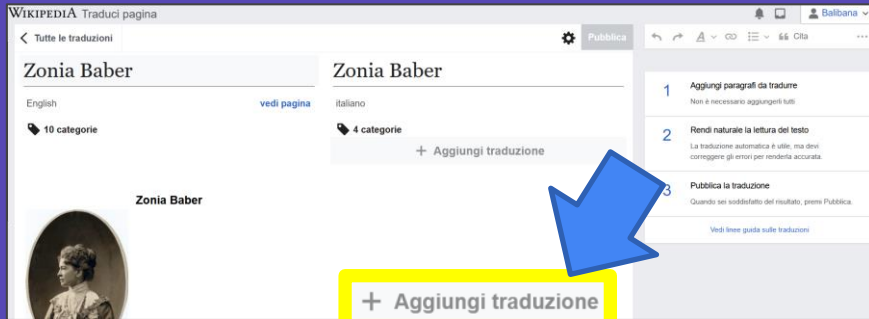 WIKIPEDIA Traduci pagina
Balibana
Tutte le traduzioni
Pubblica
Cita
Zonia Baber
Zonia Baber
English
vedi pagina
italiano
10 categorie
4 categorie
+ Aggiungi traduzione
Zonia Baber
+ Aggiungi traduzione
1 Aggiungi paragrafi da tradurre
Non è necessario aggiungerli tutti
2 Rendi naturale la lettura del testo
La traduzione automatica è utile, ma devi
correggere gli errori per renderla accurata.
3 Pubblica la traduzione
Quando sei soddisfatto del risultato, premi Pubblica.
Vedi linee guida sulle traduzioni